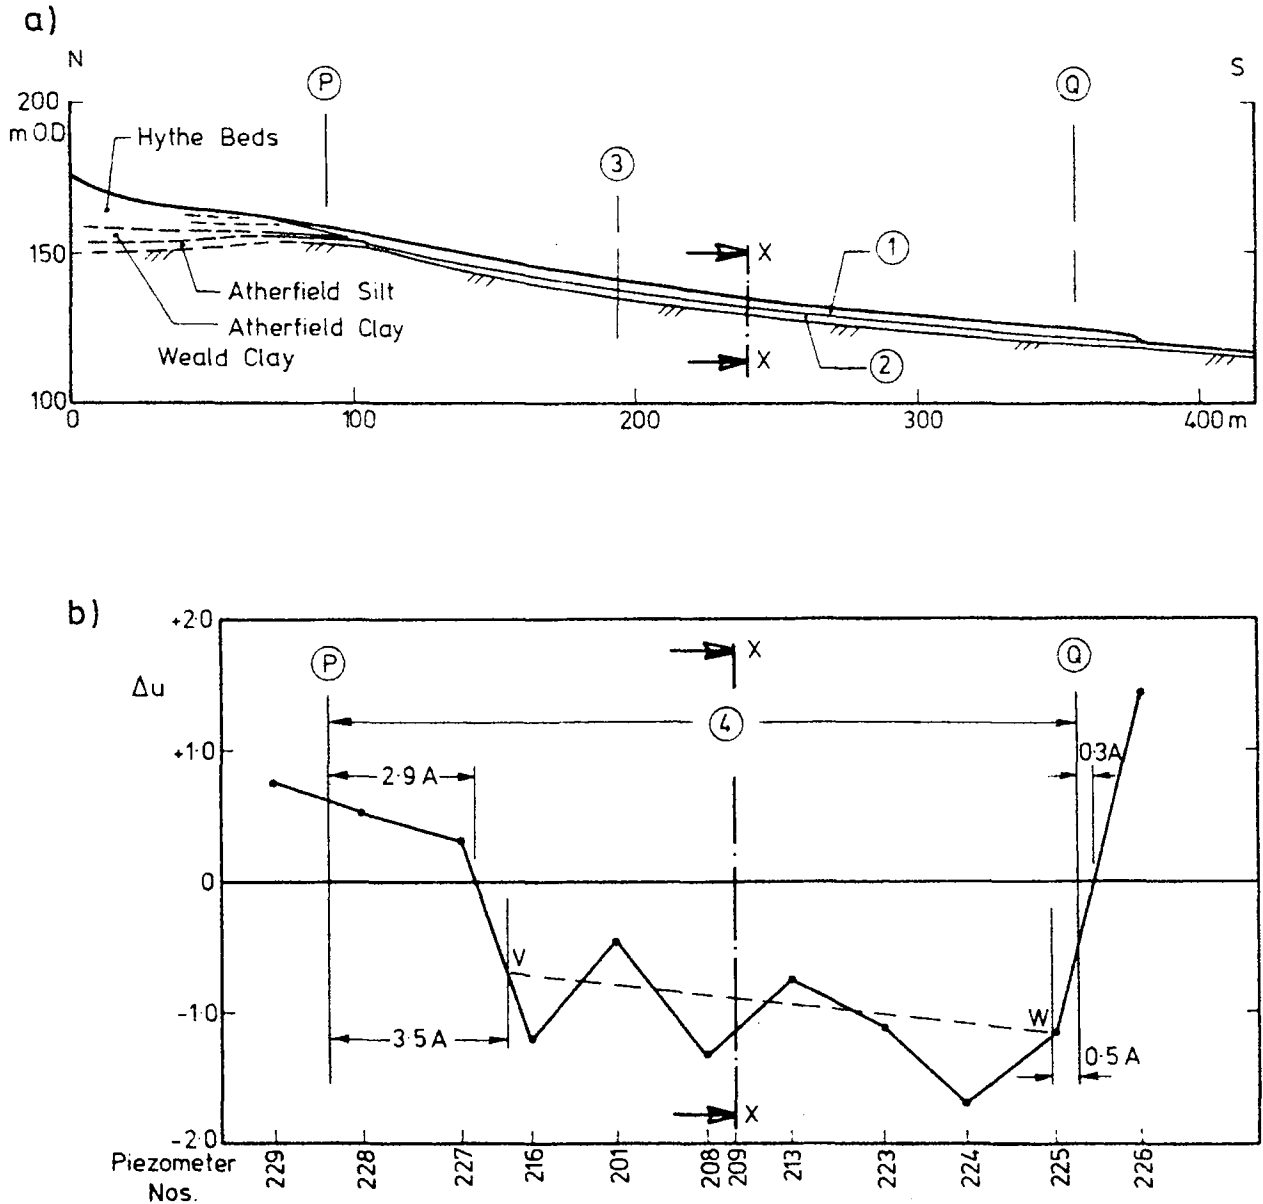 a)
N
P
Q
S
200
m O.D
Hythe Beds
3
X
1
150
Atherfield Silt
Atherfield Clay
Weald Clay
X
2
100
0
100
200
300
400 m
b)
+2·0
P
X
Q
Δu
4
+1·0
2·9 A
0·3A
0
V
-1·0
W
3·5 A
0·5 A
X
-2·0
Piezometer
Nos.
229
228
227
216
201
208
209
213
223
224
225
226